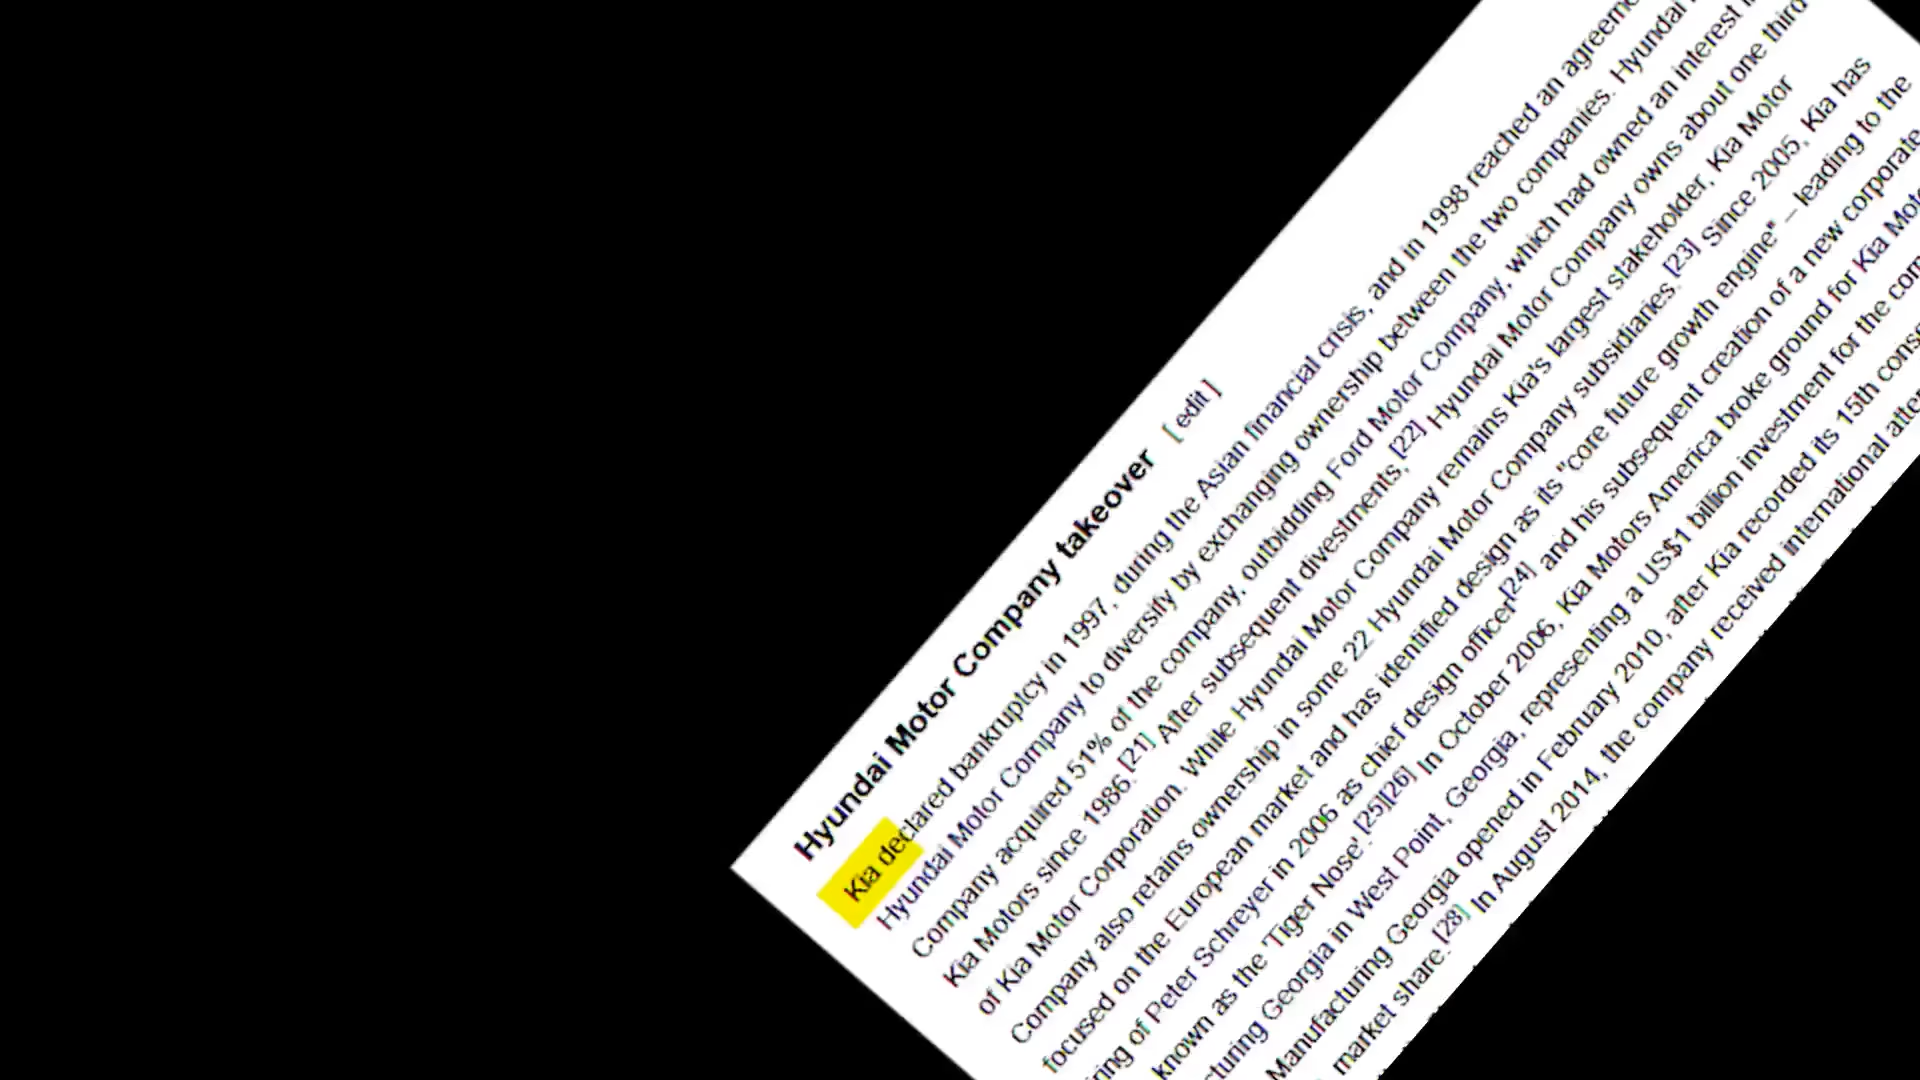 Hyundai Motor Company takeover [ edit ]
Kia declared bankruptcy in 1997, during the Asian financial crisis, and in 1998 reached an
Hyundai Motor Company to diversify by exchanging ownership between the two companies. Hyundai
Company acquired 51% of the company, outbidding Ford Motor Company, which had owned an interest
Kia Motors since 1986.[21] After subsequent divestments,[22] Hyundai Motor Company owns about one third
of Kia Motor Corporation. While Hyundai Motor Company remains Kia's largest stakeholder, Kia Motor
Company also retains ownership in some 22 Hyundai Motor Company subsidiaries.[23] Since 2005, Kia has
focused on the European market and has identified design as its "core future growth engine" – leading to the
of Peter Schreyer in 2006 as chief design officer[24] and his subsequent creation of a new corporate
known as the 'Tiger Nose'.[25][26] In October 2006, Kia Motors America broke ground for Kia
Georgia in West Point, Georgia, representing a US$1 billion investment for the
Manufacturing Georgia opened in February 2010, after Kia recorded its 15th
market share.[28] In August 2014, the company received international